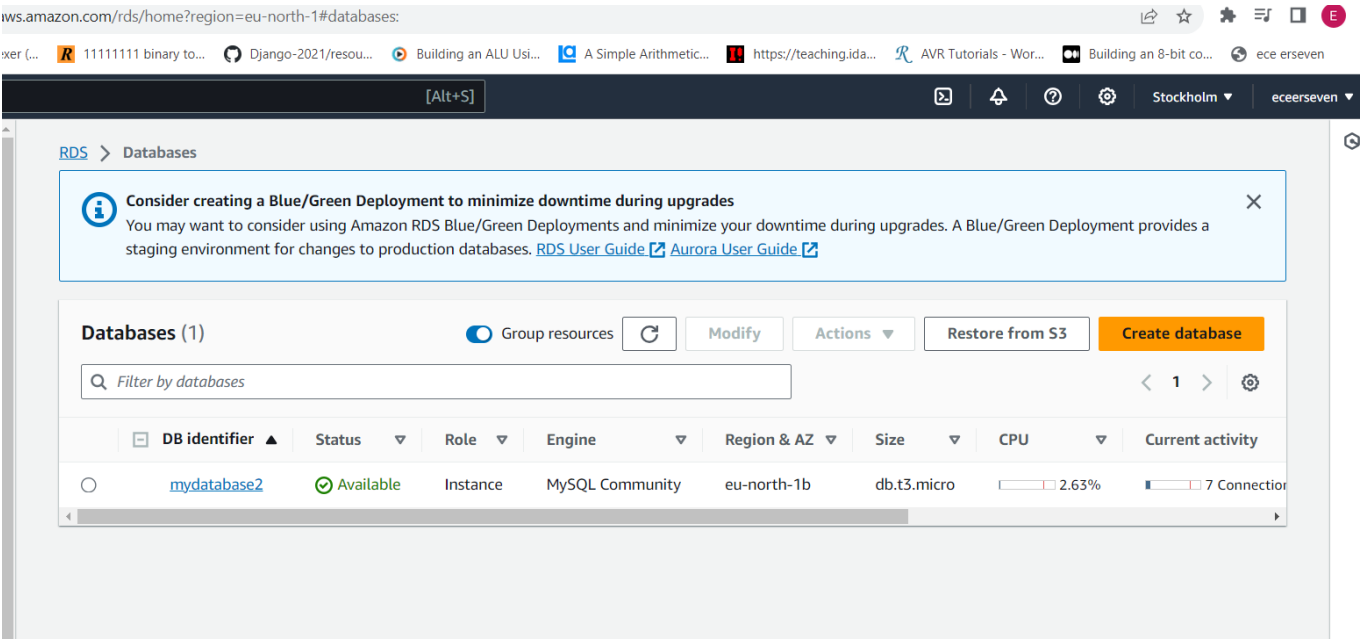 aws.amazon.com/rds/home?region=eu-north-1#databases:
E
exer (... R 11111111 binary to... Django-2021/resou... Building an ALU Usi... A Simple Arithmetic... https://teaching.ida... R AVR Tutorials - Wor... Building an 8-bit co... ece erseven
[Alt+S] Stockholm ▼ eceerseven ▼
RDS > Databases
Consider creating a Blue/Green Deployment to minimize downtime during upgrades
You may want to consider using Amazon RDS Blue/Green Deployments and minimize your downtime during upgrades. A Blue/Green Deployment provides a
staging environment for changes to production databases. RDS User Guide Aurora User Guide
Databases (1) Group resources Modify Actions ▼ Restore from S3 Create database
Filter by databases < 1 >
DB identifier ▲ Status Role Engine Region & AZ Size CPU Current activity
mydatabase2 Available Instance MySQL Community eu-north-1b db.t3.micro 2.63% 7 Connection